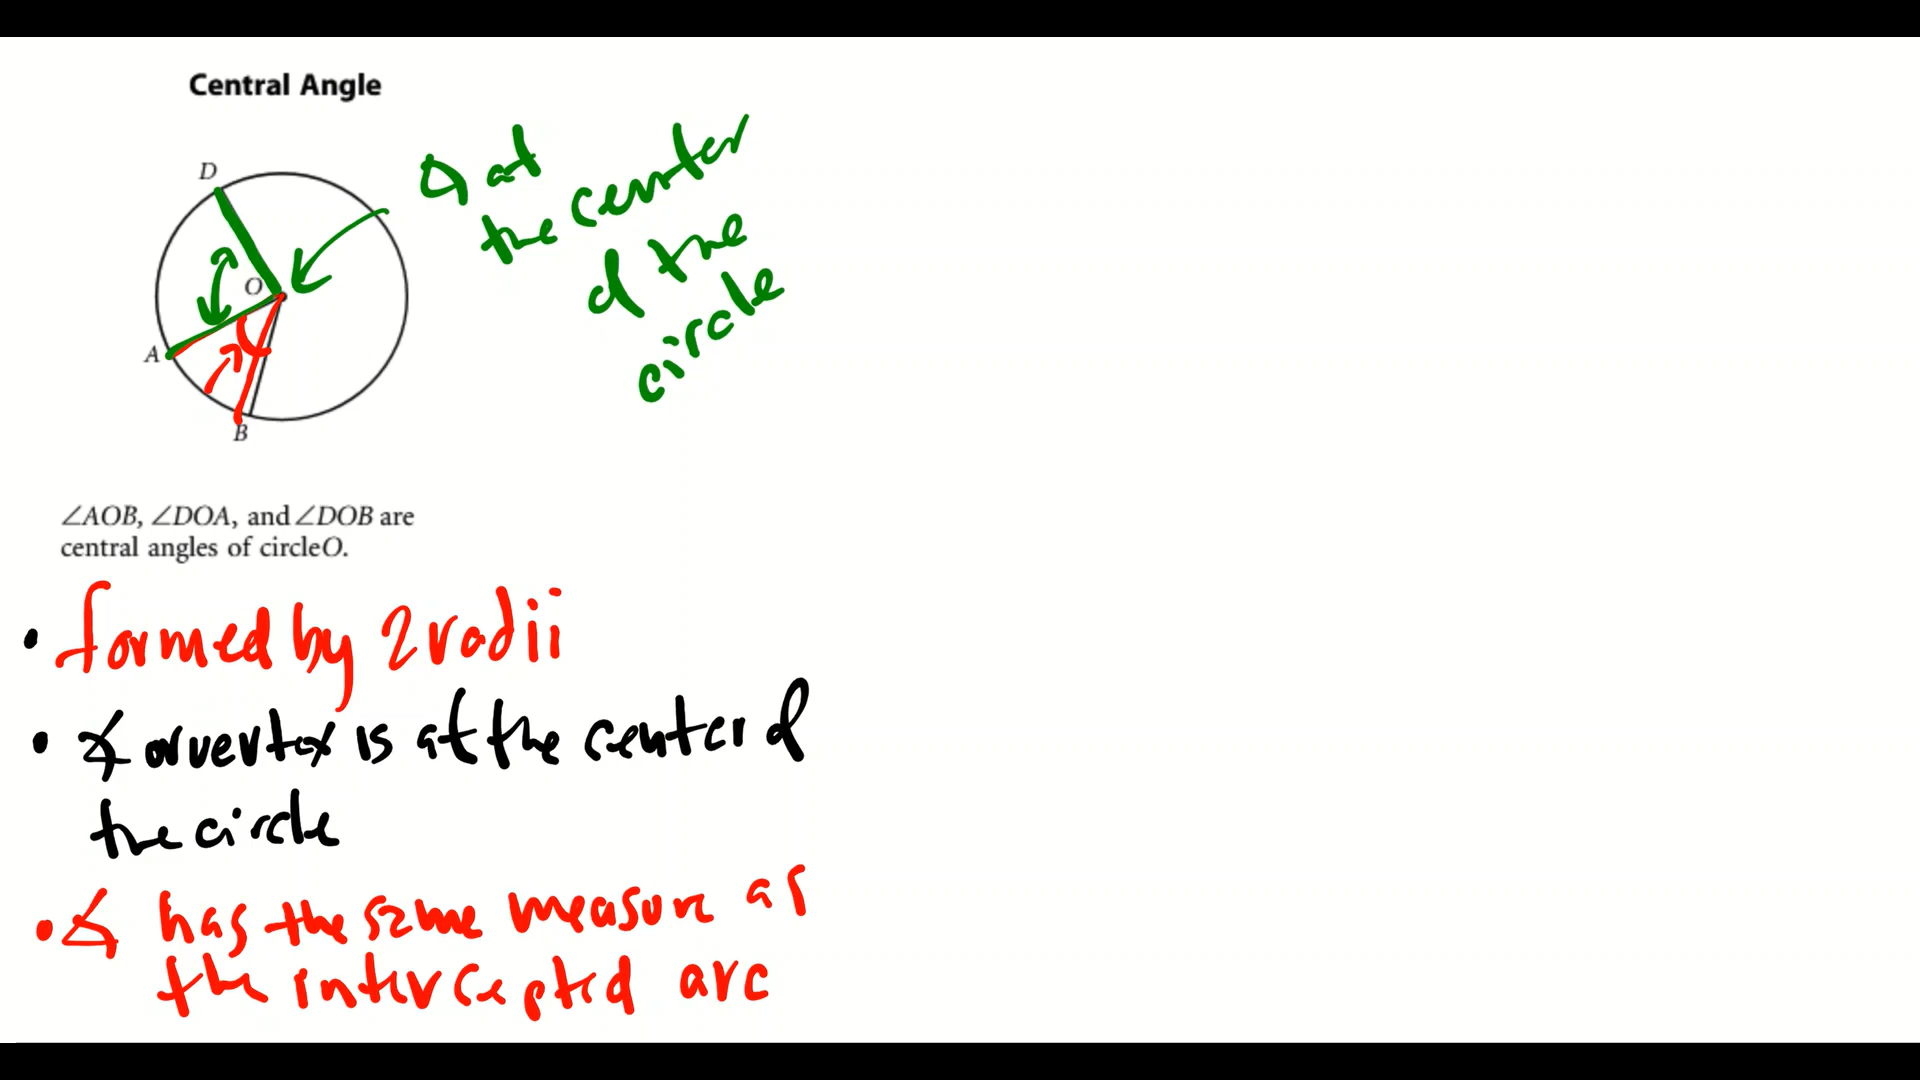 Central Angle
D
∡ at
the center
of the
circle
O
A
B
∠AOB, ∠DOA, and ∠DOB are
central angles of circle O.
• formed by 2 radii
• ∡ or vertex is at the center of
the circle
• ∡ has the same measure as
the intercepted arc